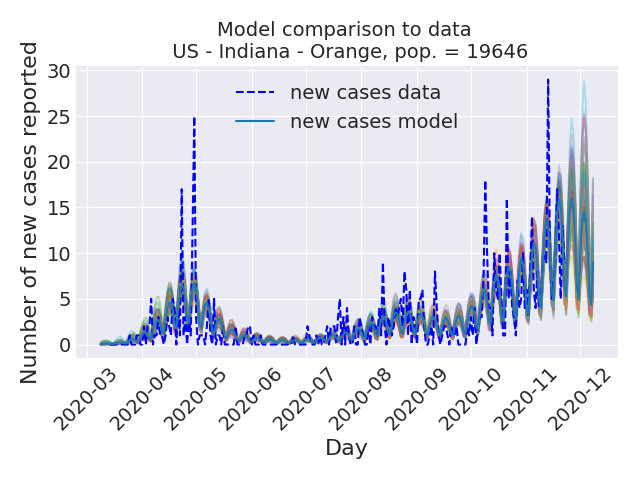 Model comparison to data
US - Indiana - Orange, pop. = 19646
Number of new cases reported
30
25
20
15
10
5
0
new cases data
new cases model
2020-03
2020-04
2020-05
2020-06
2020-07
2020-08
2020-09
2020-10
2020-11
2020-12
Day